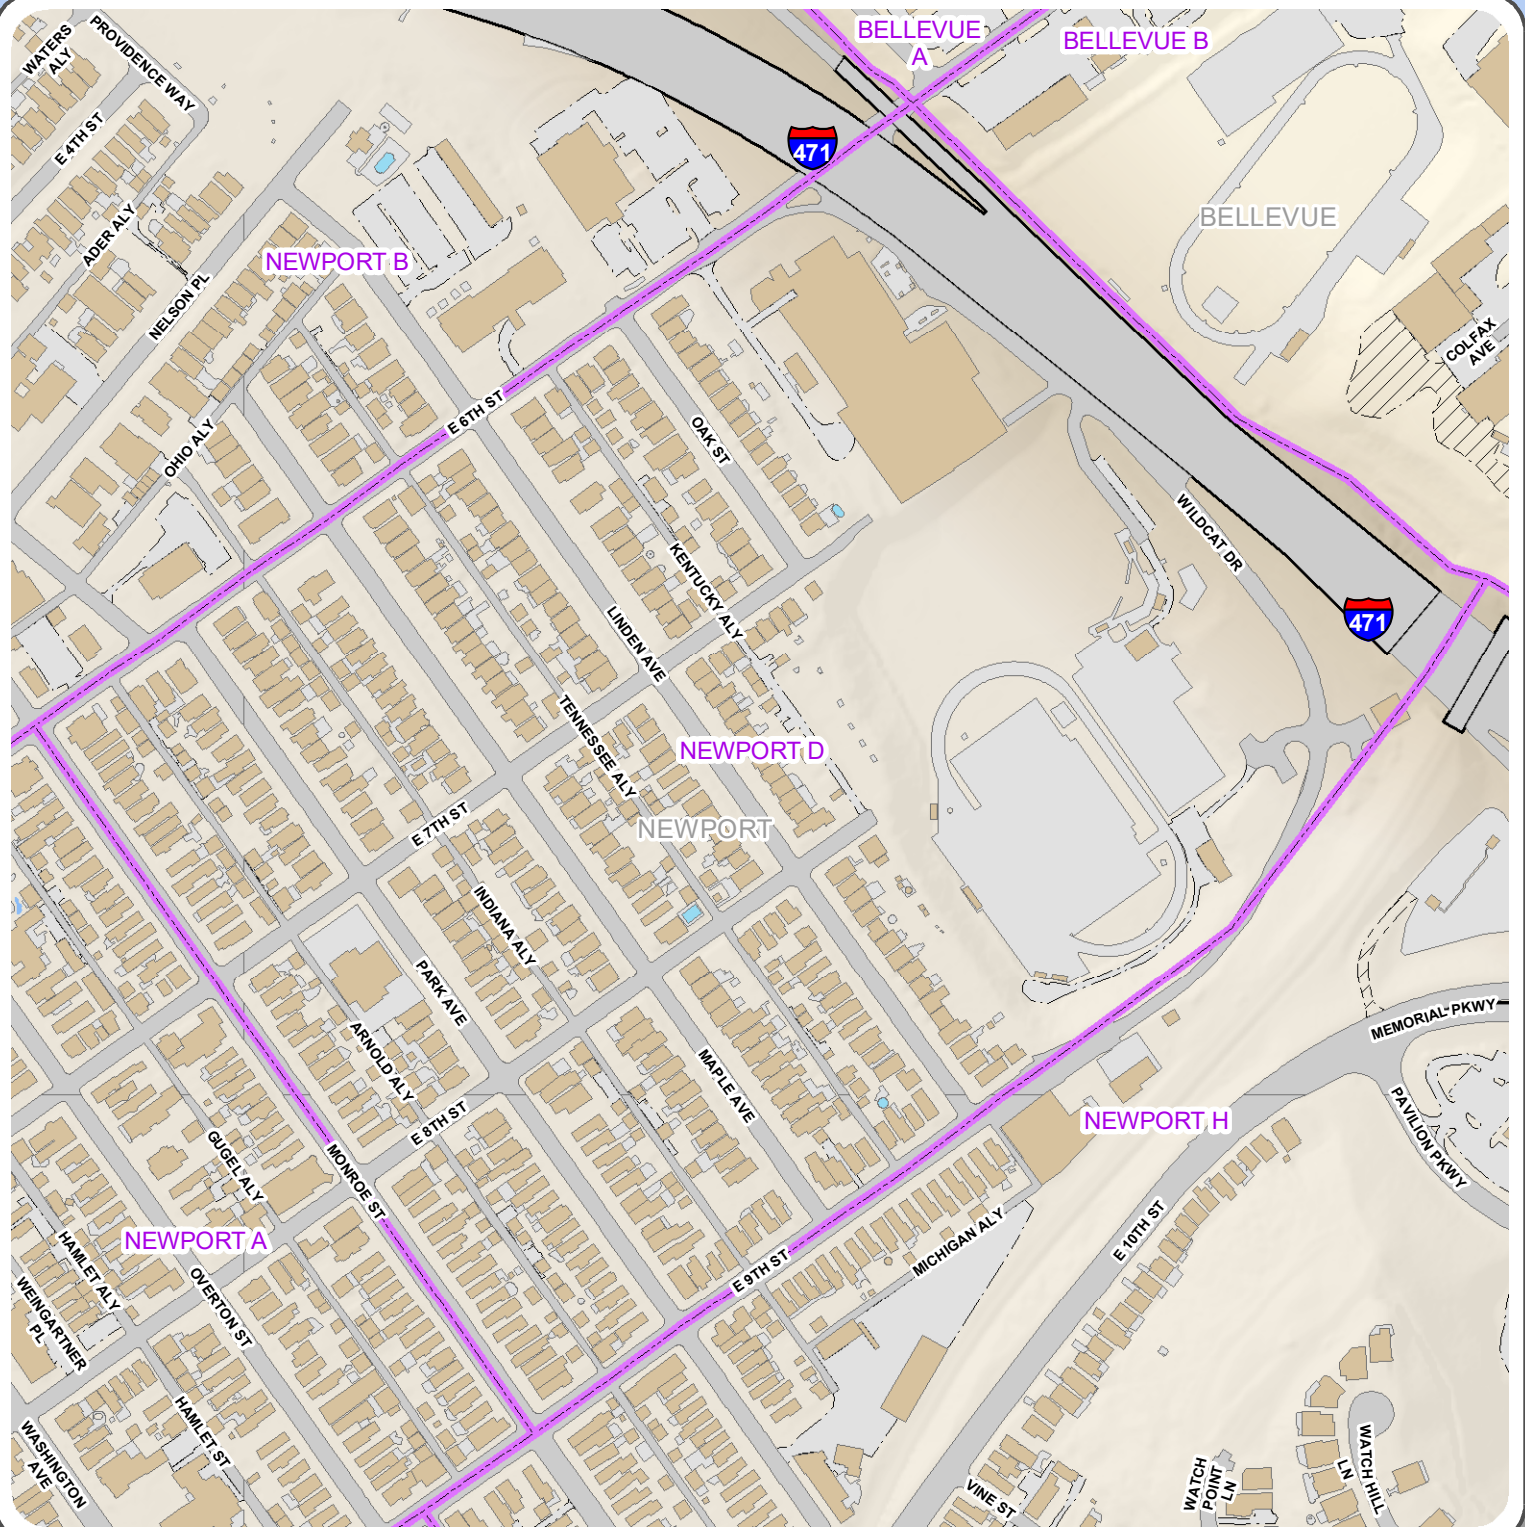 WATERS
ALY
PROVIDENCE WAY
BELLEVUE
A
BELLEVUE B
E 4TH ST
471
ADER ALY
BELLEVUE
NEWPORT B
NELSON PL
COLFAX
AVE
E 6TH ST
OHIO ALY
OAK ST
WILDCAT DR
KENTUCKY ALY
471
LINDEN AVE
TENNESSEE ALY
NEWPORT D
E 7TH ST
NEWPORT
INDIANA ALY
PARK AVE
MEMORIAL PKWY
ARNOLD ALY
MAPLE AVE
E 8TH ST
NEWPORT H
PAVILION PKWY
GUGEL ALY
MONROE ST
NEWPORT A
HAMLET ALY
E 10TH ST
MICHIGAN ALY
E 9TH ST
WEINGARTNER
PL
OVERTON ST
HAMLET ST
WASHINGTON
AVE
VINE ST
WATCH
POINT
LN
WATCH HILL
LN